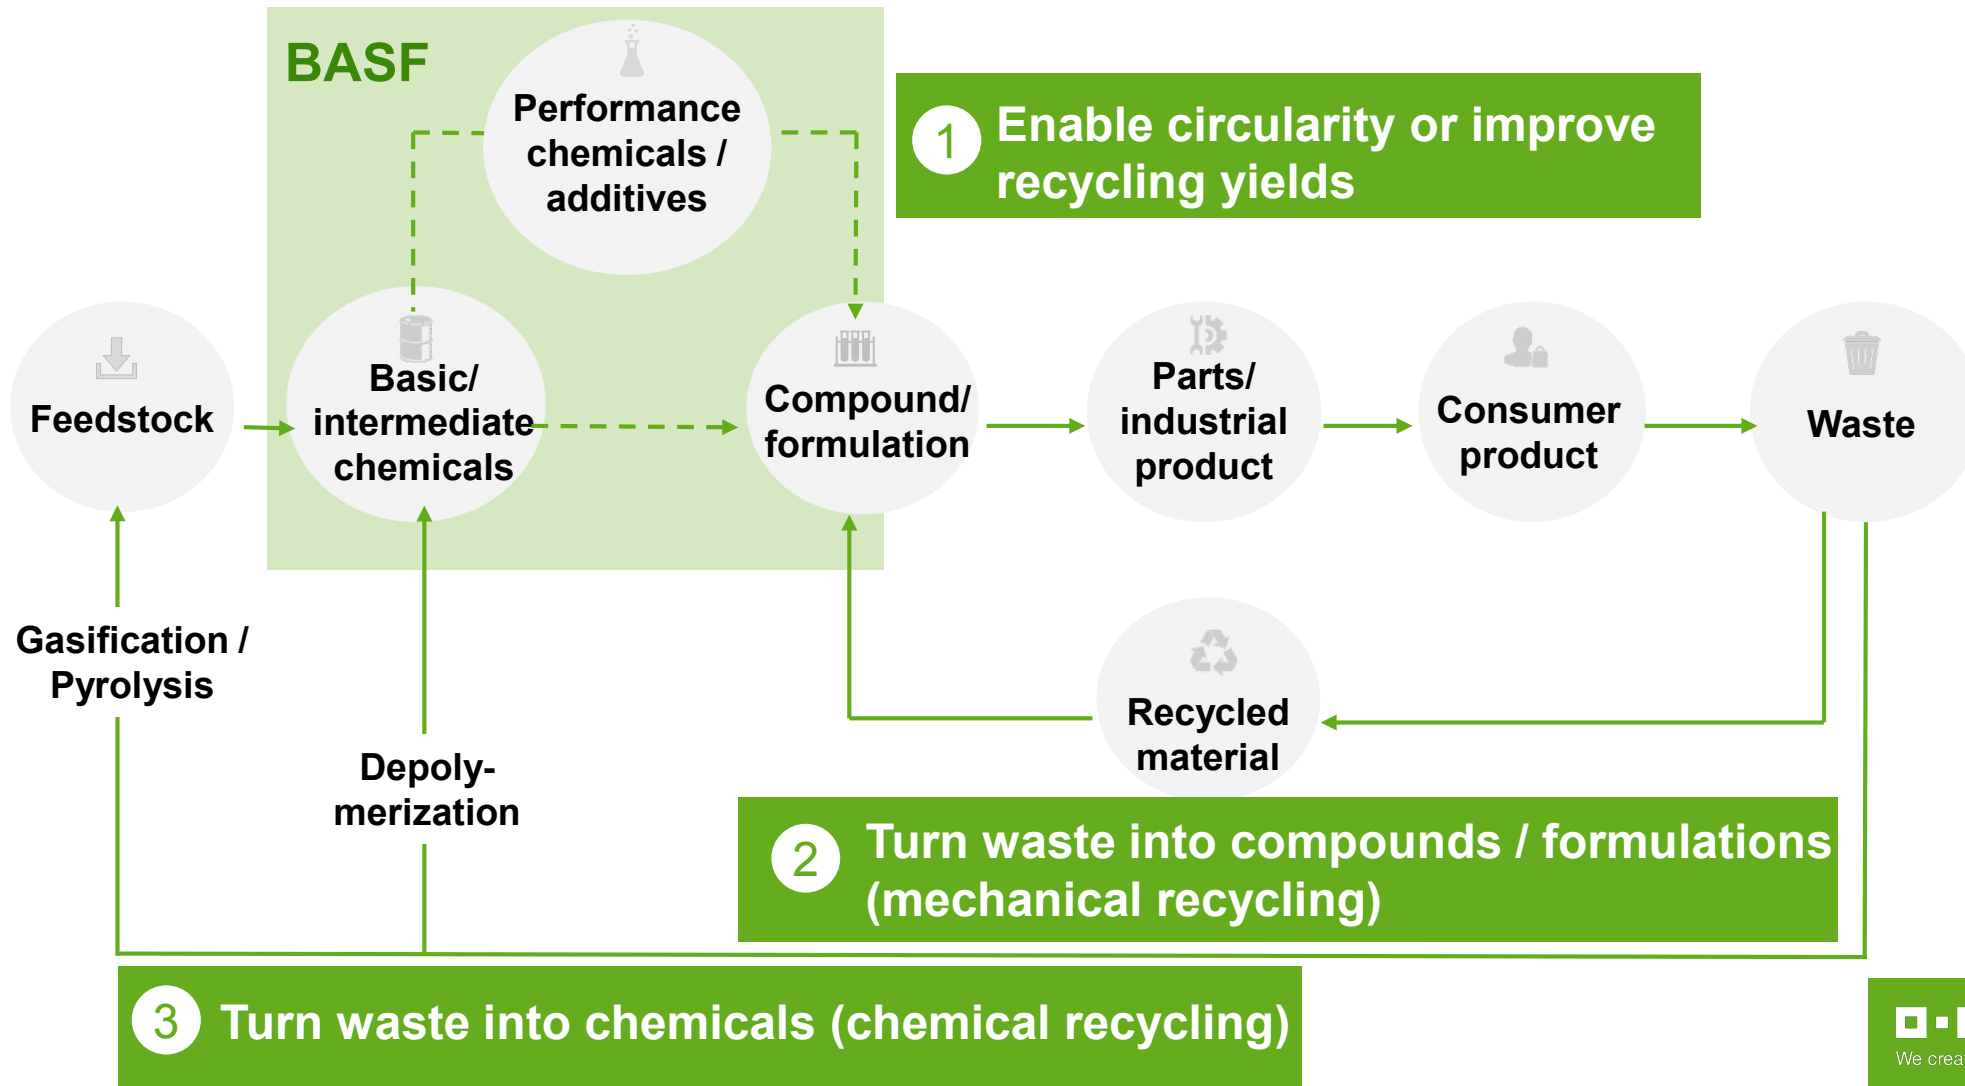 BASF
Performance
chemicals /
additives
1
Enable circularity or improve
recycling yields
Feedstock
Basic/
intermediate
chemicals
Compound/
formulation
Parts/
industrial
product
Consumer
product
Waste
Gasification /
Pyrolysis
Depoly-
merization
Recycled
material
2
Turn waste into compounds / formulations
(mechanical recycling)
3
Turn waste into chemicals (chemical recycling)
We